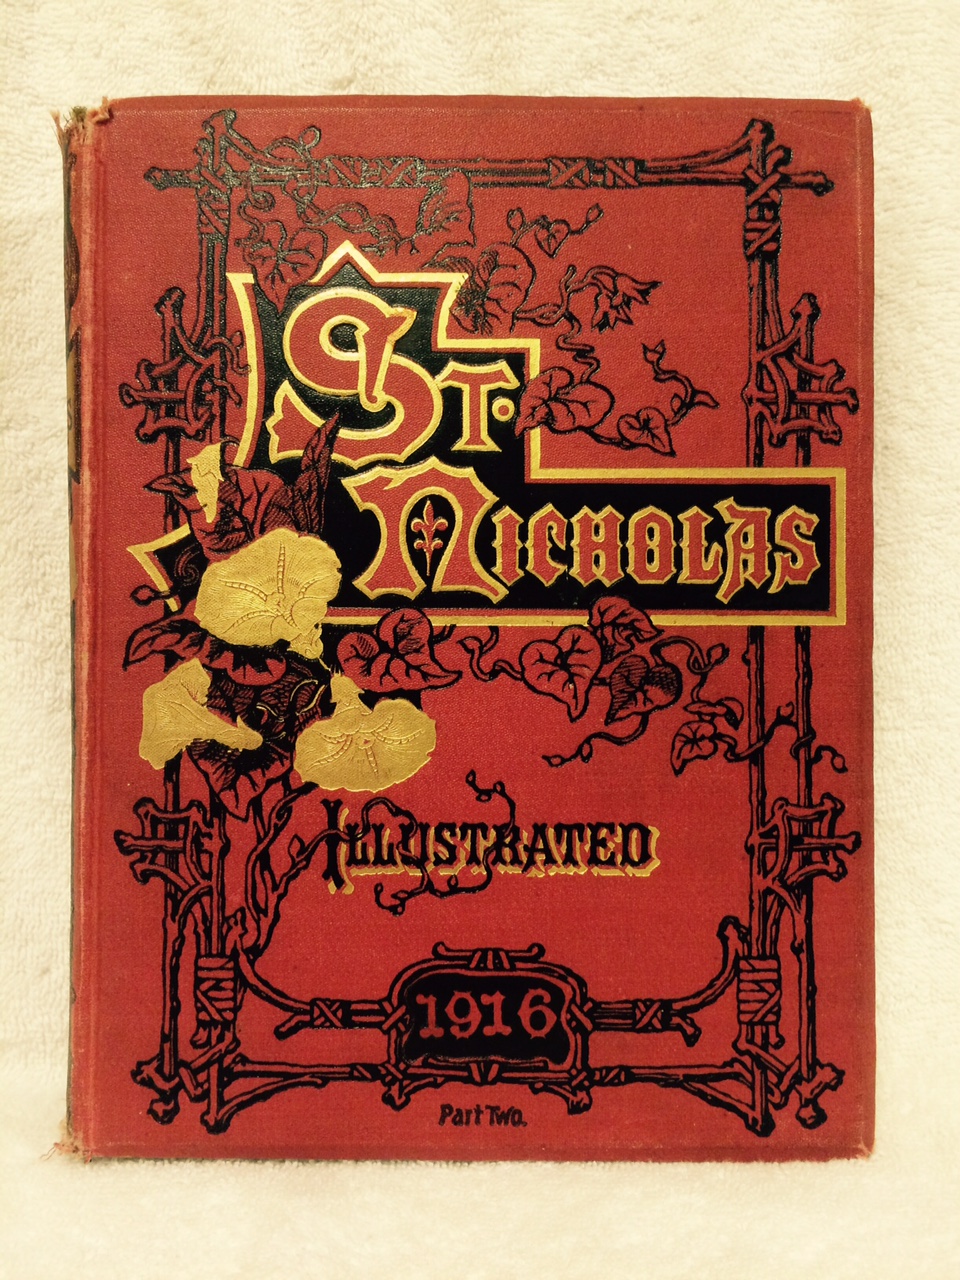 ST.
NICHOLAS
ILLUSTRATED
1916
Part Two.